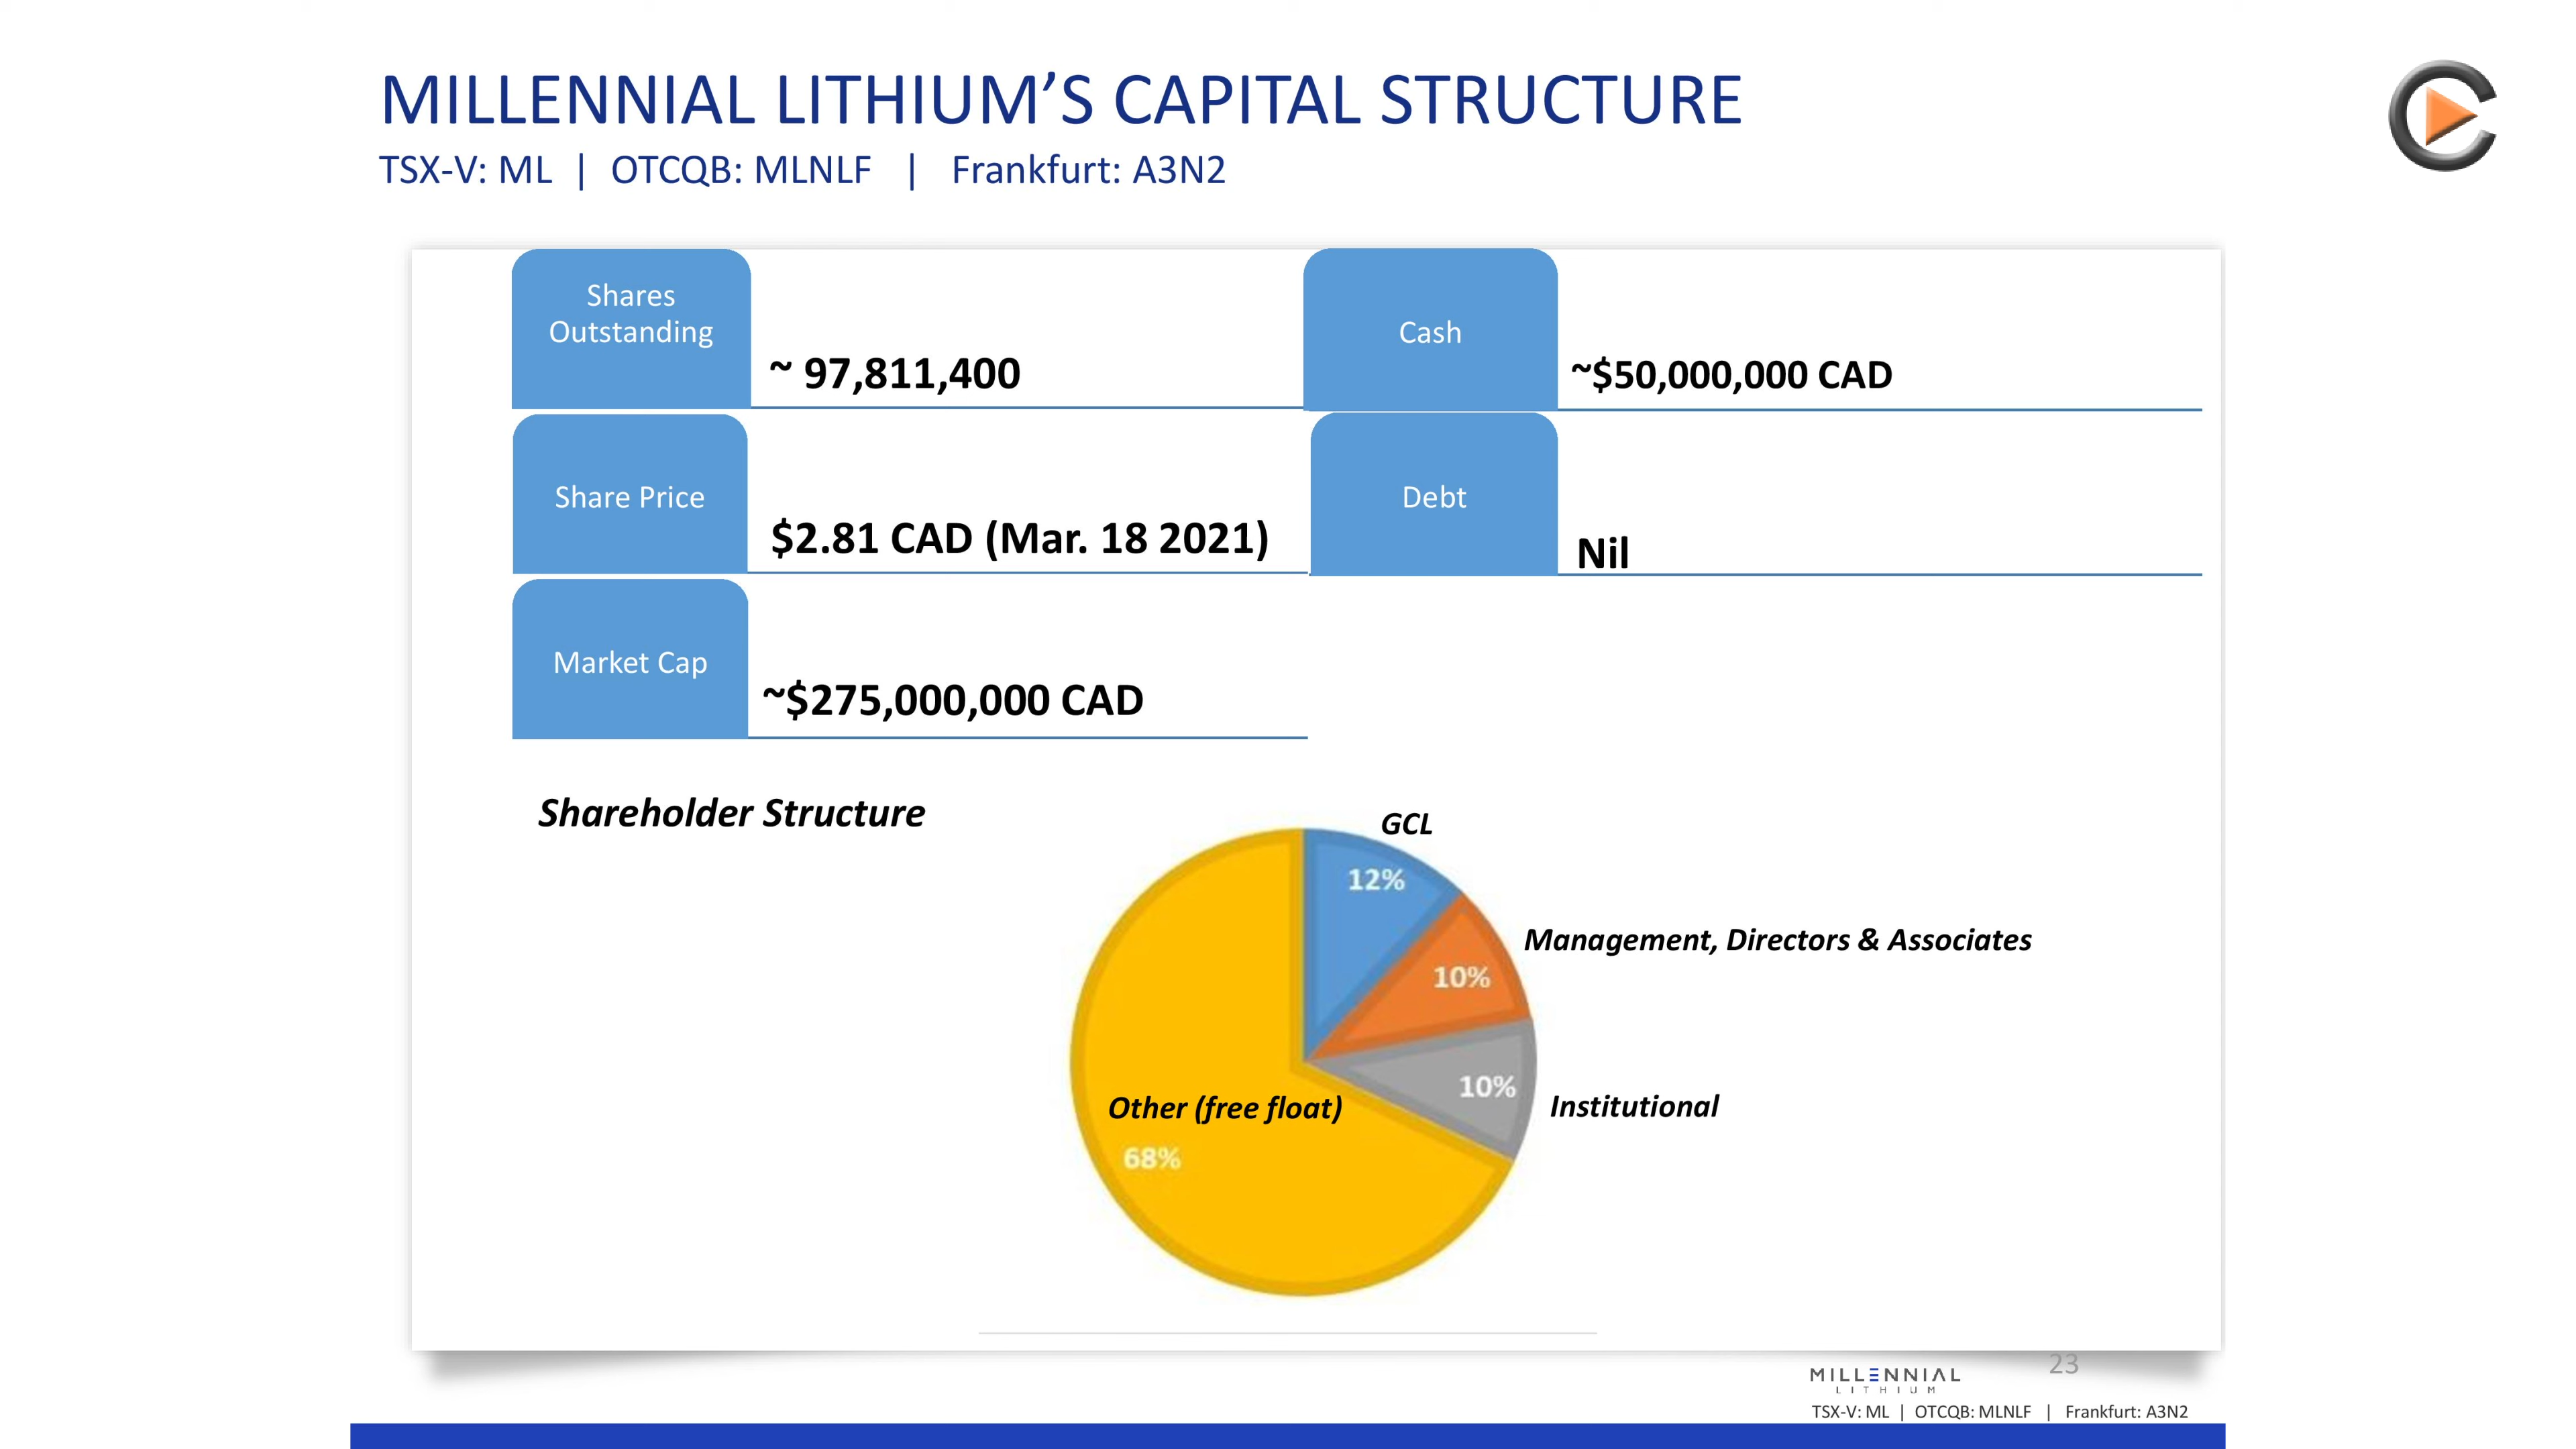 MILLENNIAL LITHIUM’S CAPITAL STRUCTURE
TSX-V: ML | OTCQB: MLNLF | Frankfurt: A3N2
Shares
Outstanding
~ 97,811,400
Cash
~$50,000,000 CAD
Share Price
$2.81 CAD (Mar. 18 2021)
Debt
Nil
Market Cap
~$275,000,000 CAD
Shareholder Structure
GCL
12%
Management, Directors & Associates
10%
10%
Institutional
Other (free float)
68%
23
MILLENNIAL
LITHIUM
TSX-V: ML | OTCQB: MLNLF | Frankfurt: A3N2